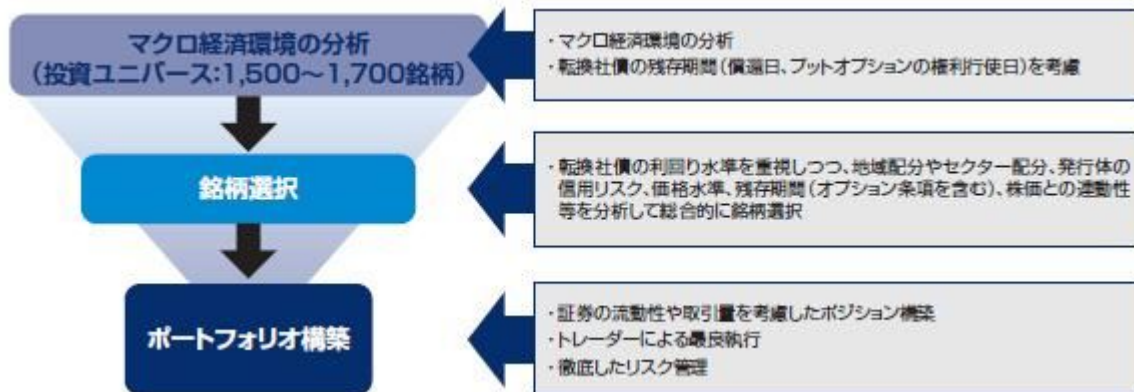 マクロ経済環境の分析
(投資ユニバース:1,500～1,700銘柄)
・マクロ経済環境の分析
・転換社債の残存期間(償還日、プットオプションの権利行使日)を考慮
銘柄選択
・転換社債の利回り水準を重視しつつ、地域配分やセクター配分、発行体の
信用リスク、価格水準、残存期間(オプション条項を含む)、株価との連動性
等を分析して総合的に銘柄選択
ポートフォリオ構築
・証券の流動性や取引量を考慮したポジション構築
・トレーダーによる最良執行
・徹底したリスク管理